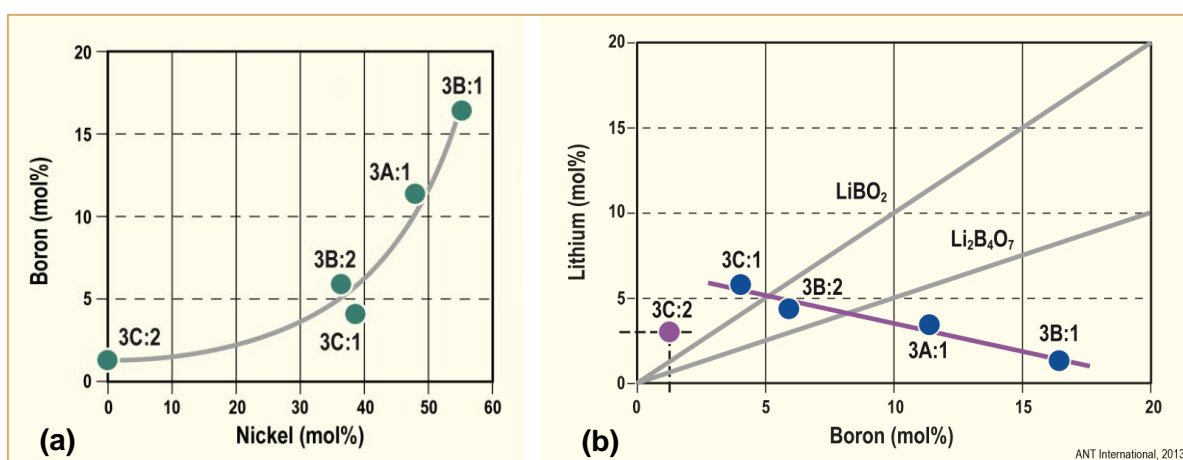 20
15
10
5
0
Boron (mol%)
3B:1
3A:1
3B:2
3C:1
3C:2
0 10 20 30 40 50 60
Nickel (mol%)
(a)
20
15
10
5
0
Lithium (mol%)
LiBO₂
Li₂B₄O₇
3C:1
3B:2
3C:2
3A:1
3B:1
0 5 10 15 20
Boron (mol%)
(b)
ANT International, 2013